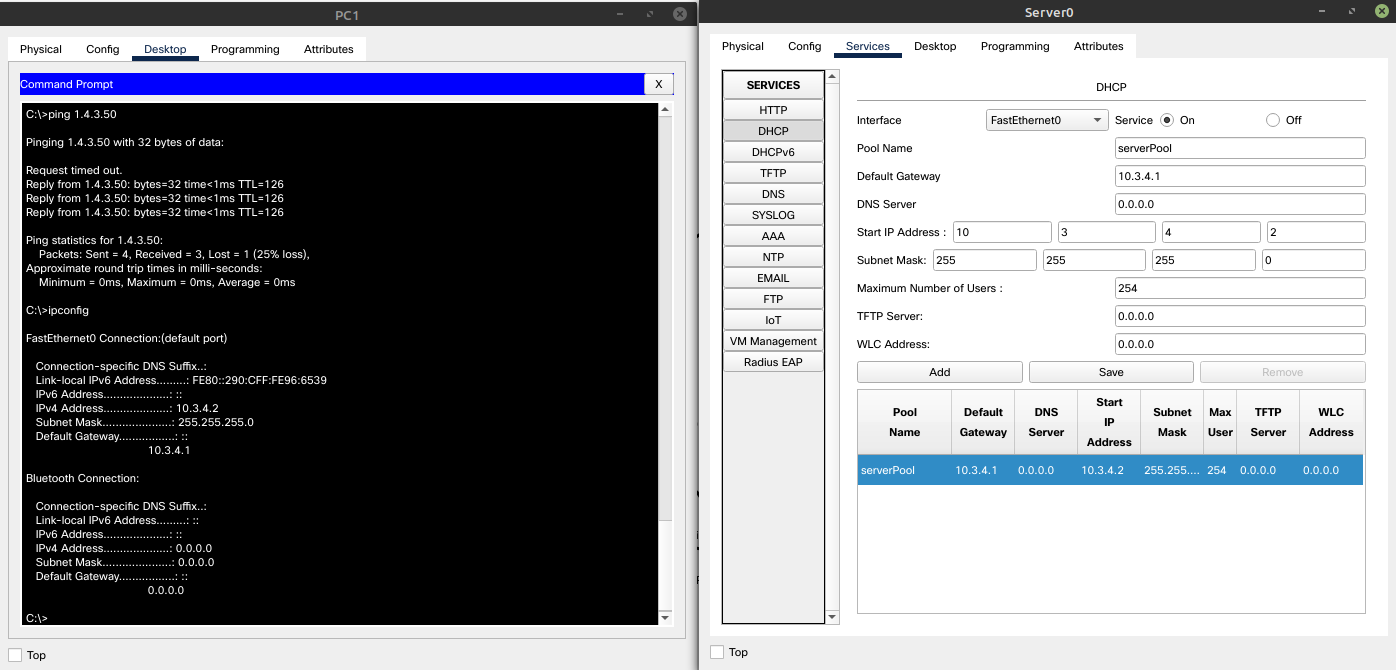 PC1
Physical Config Desktop Programming Attributes
Command Prompt X
C:\>ping 1.4.3.50
Pinging 1.4.3.50 with 32 bytes of data:
Request timed out.
Reply from 1.4.3.50: bytes=32 time<1ms TTL=126
Reply from 1.4.3.50: bytes=32 time<1ms TTL=126
Reply from 1.4.3.50: bytes=32 time<1ms TTL=126
Ping statistics for 1.4.3.50:
Packets: Sent = 4, Received = 3, Lost = 1 (25% loss),
Approximate round trip times in milli-seconds:
Minimum = 0ms, Maximum = 0ms, Average = 0ms
C:\>ipconfig
FastEthernet0 Connection:(default port)
Connection-specific DNS Suffix..:
Link-local IPv6 Address.........: FE80::290:CFF:FE96:6539
IPv6 Address....................: ::
IPv4 Address....................: 10.3.4.2
Subnet Mask.....................: 255.255.255.0
Default Gateway.................: ::
10.3.4.1
Bluetooth Connection:
Connection-specific DNS Suffix..:
Link-local IPv6 Address.........: ::
IPv6 Address....................: ::
IPv4 Address....................: 0.0.0.0
Subnet Mask.....................: 0.0.0.0
Default Gateway.................: ::
0.0.0.0
C:\>
Top
Server0
Physical Config Services Desktop Programming Attributes
SERVICES
HTTP
DHCP
DHCPv6
TFTP
DNS
SYSLOG
AAA
NTP
EMAIL
FTP
IoT
VM Management
Radius EAP
DHCP
Interface FastEthernet0 Service On Off
Pool Name serverPool
Default Gateway 10.3.4.1
DNS Server 0.0.0.0
Start IP Address : 10 3 4 2
Subnet Mask: 255 255 255 0
Maximum Number of Users : 254
TFTP Server: 0.0.0.0
WLC Address: 0.0.0.0
Add Save Remove
Pool Name Default Gateway DNS Server Start IP Address Subnet Mask Max User TFTP Server WLC Address
serverPool 10.3.4.1 0.0.0.0 10.3.4.2 255.255.... 254 0.0.0.0 0.0.0.0
Top